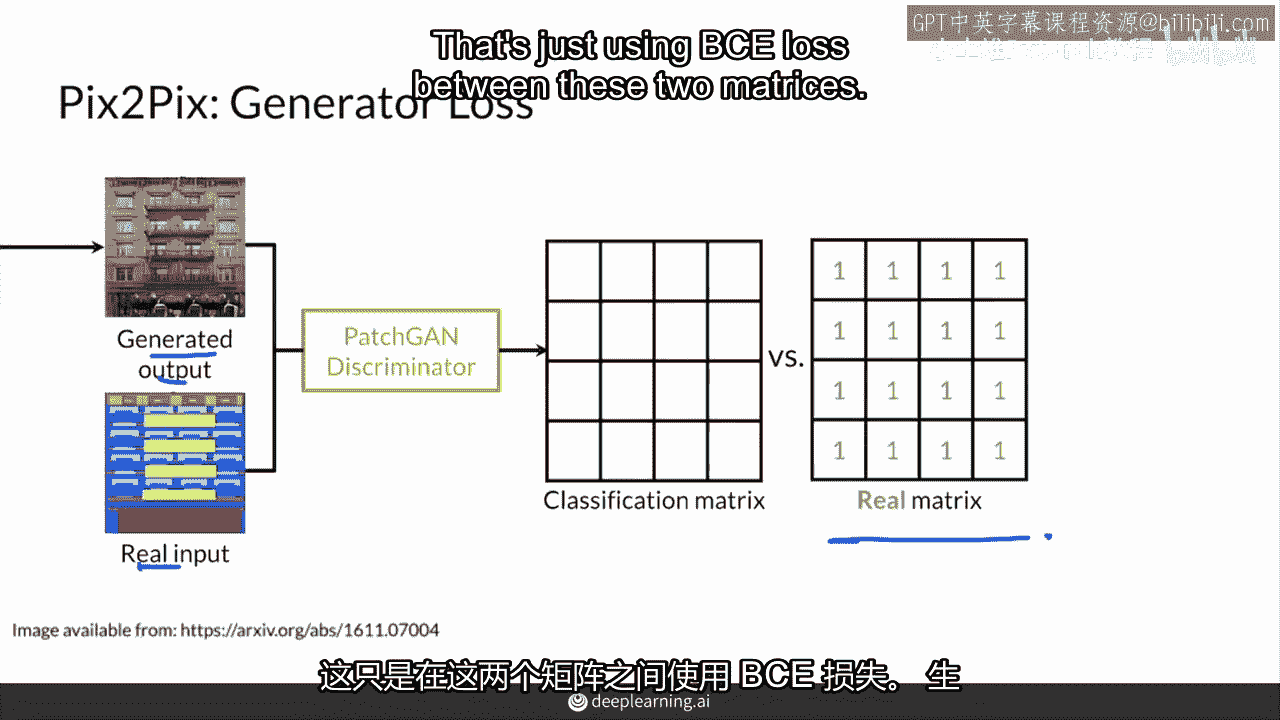 GPT中英字幕课程资源@bilibili.com
That's just using BCE loss
between these two matrices.
Pix2Pix: Generator Loss
Generated
output
Real input
PatchGAN
Discriminator
Classification matrix
vs.
1 1 1 1
1 1 1 1
1 1 1 1
1 1 1 1
Real matrix
Image available from: https://arxiv.org/abs/1611.07004
这只是在这两个矩阵之间使用 BCE 损失。 生
deeplearning.ai